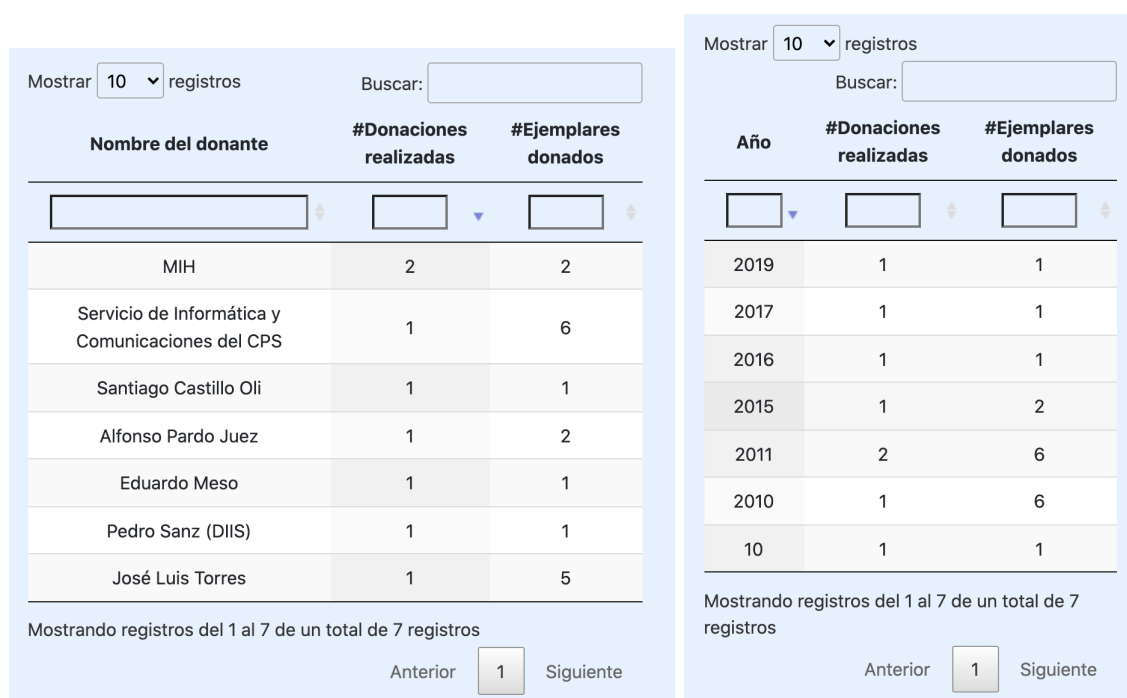 Mostrar 10 registros
Buscar:
Nombre del donante #Donaciones realizadas #Ejemplares donados
MIH 2 2
Servicio de Informática y Comunicaciones del CPS 1 6
Santiago Castillo Oli 1 1
Alfonso Pardo Juez 1 2
Eduardo Meso 1 1
Pedro Sanz (DIIS) 1 1
José Luis Torres 1 5
Mostrando registros del 1 al 7 de un total de 7 registros
Anterior 1 Siguiente
Mostrar 10 registros
Buscar:
Año #Donaciones realizadas #Ejemplares donados
2019 1 1
2017 1 1
2016 1 1
2015 1 2
2011 2 6
2010 1 6
10 1 1
Mostrando registros del 1 al 7 de un total de 7
registros
Anterior 1 Siguiente